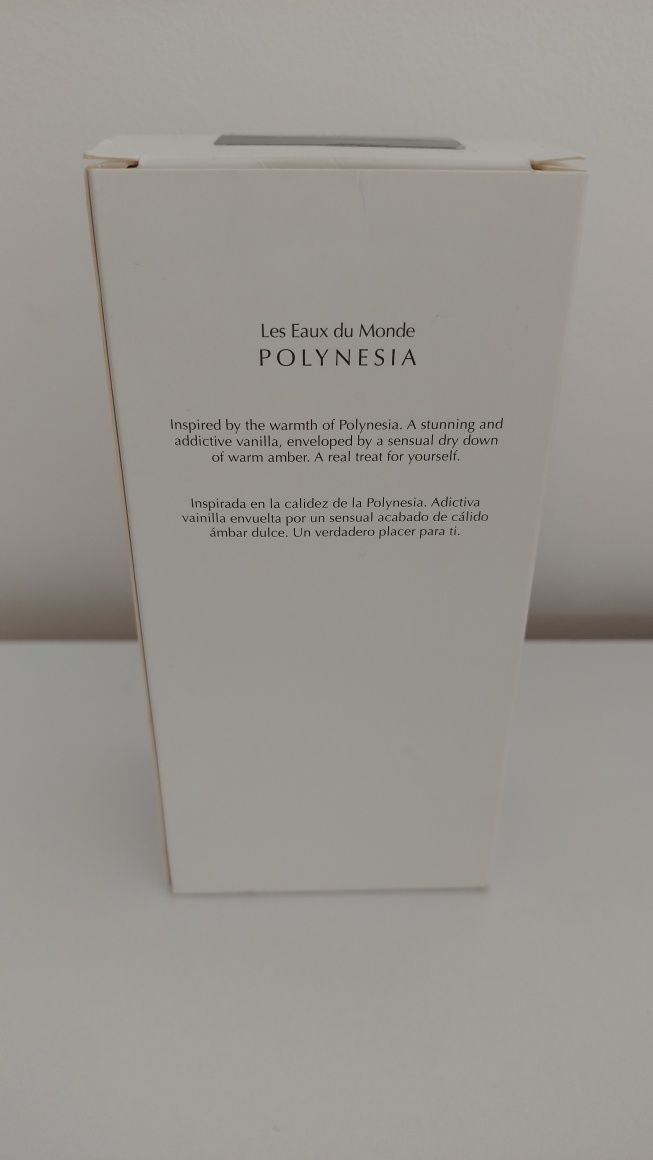 Les Eaux du Monde
POLYNESIA
Inspired by the warmth of Polynesia. A stunning and
addictive vanilla, enveloped by a sensual dry down
of warm amber. A real treat for yourself.
Inspirada en la calidez de la Polynesia. Adictiva
vainilla envuelta por un sensual acabado de cálido
ámbar dulce. Un verdadero placer para ti.